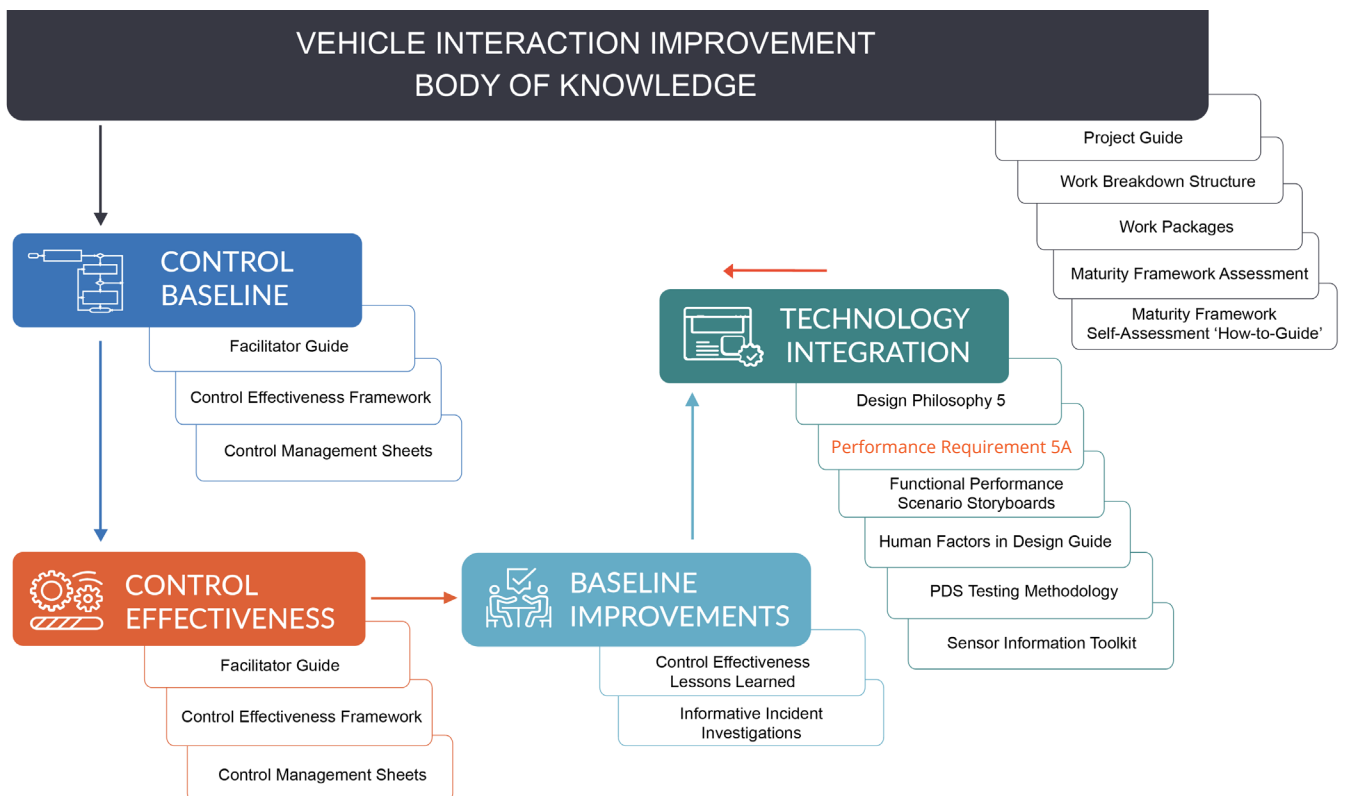 VEHICLE INTERACTION IMPROVEMENT
BODY OF KNOWLEDGE
Project Guide
Work Breakdown Structure
Work Packages
Maturity Framework Assessment
Maturity Framework
Self-Assessment ‘How-to-Guide’
CONTROL
BASELINE
Facilitator Guide
Control Effectiveness Framework
Control Management Sheets
CONTROL
EFFECTIVENESS
Facilitator Guide
Control Effectiveness Framework
Control Management Sheets
BASELINE
IMPROVEMENTS
Control Effectiveness
Lessons Learned
Informative Incident
Investigations
TECHNOLOGY
INTEGRATION
Design Philosophy 5
Performance Requirement 5A
Functional Performance
Scenario Storyboards
Human Factors in Design Guide
PDS Testing Methodology
Sensor Information Toolkit